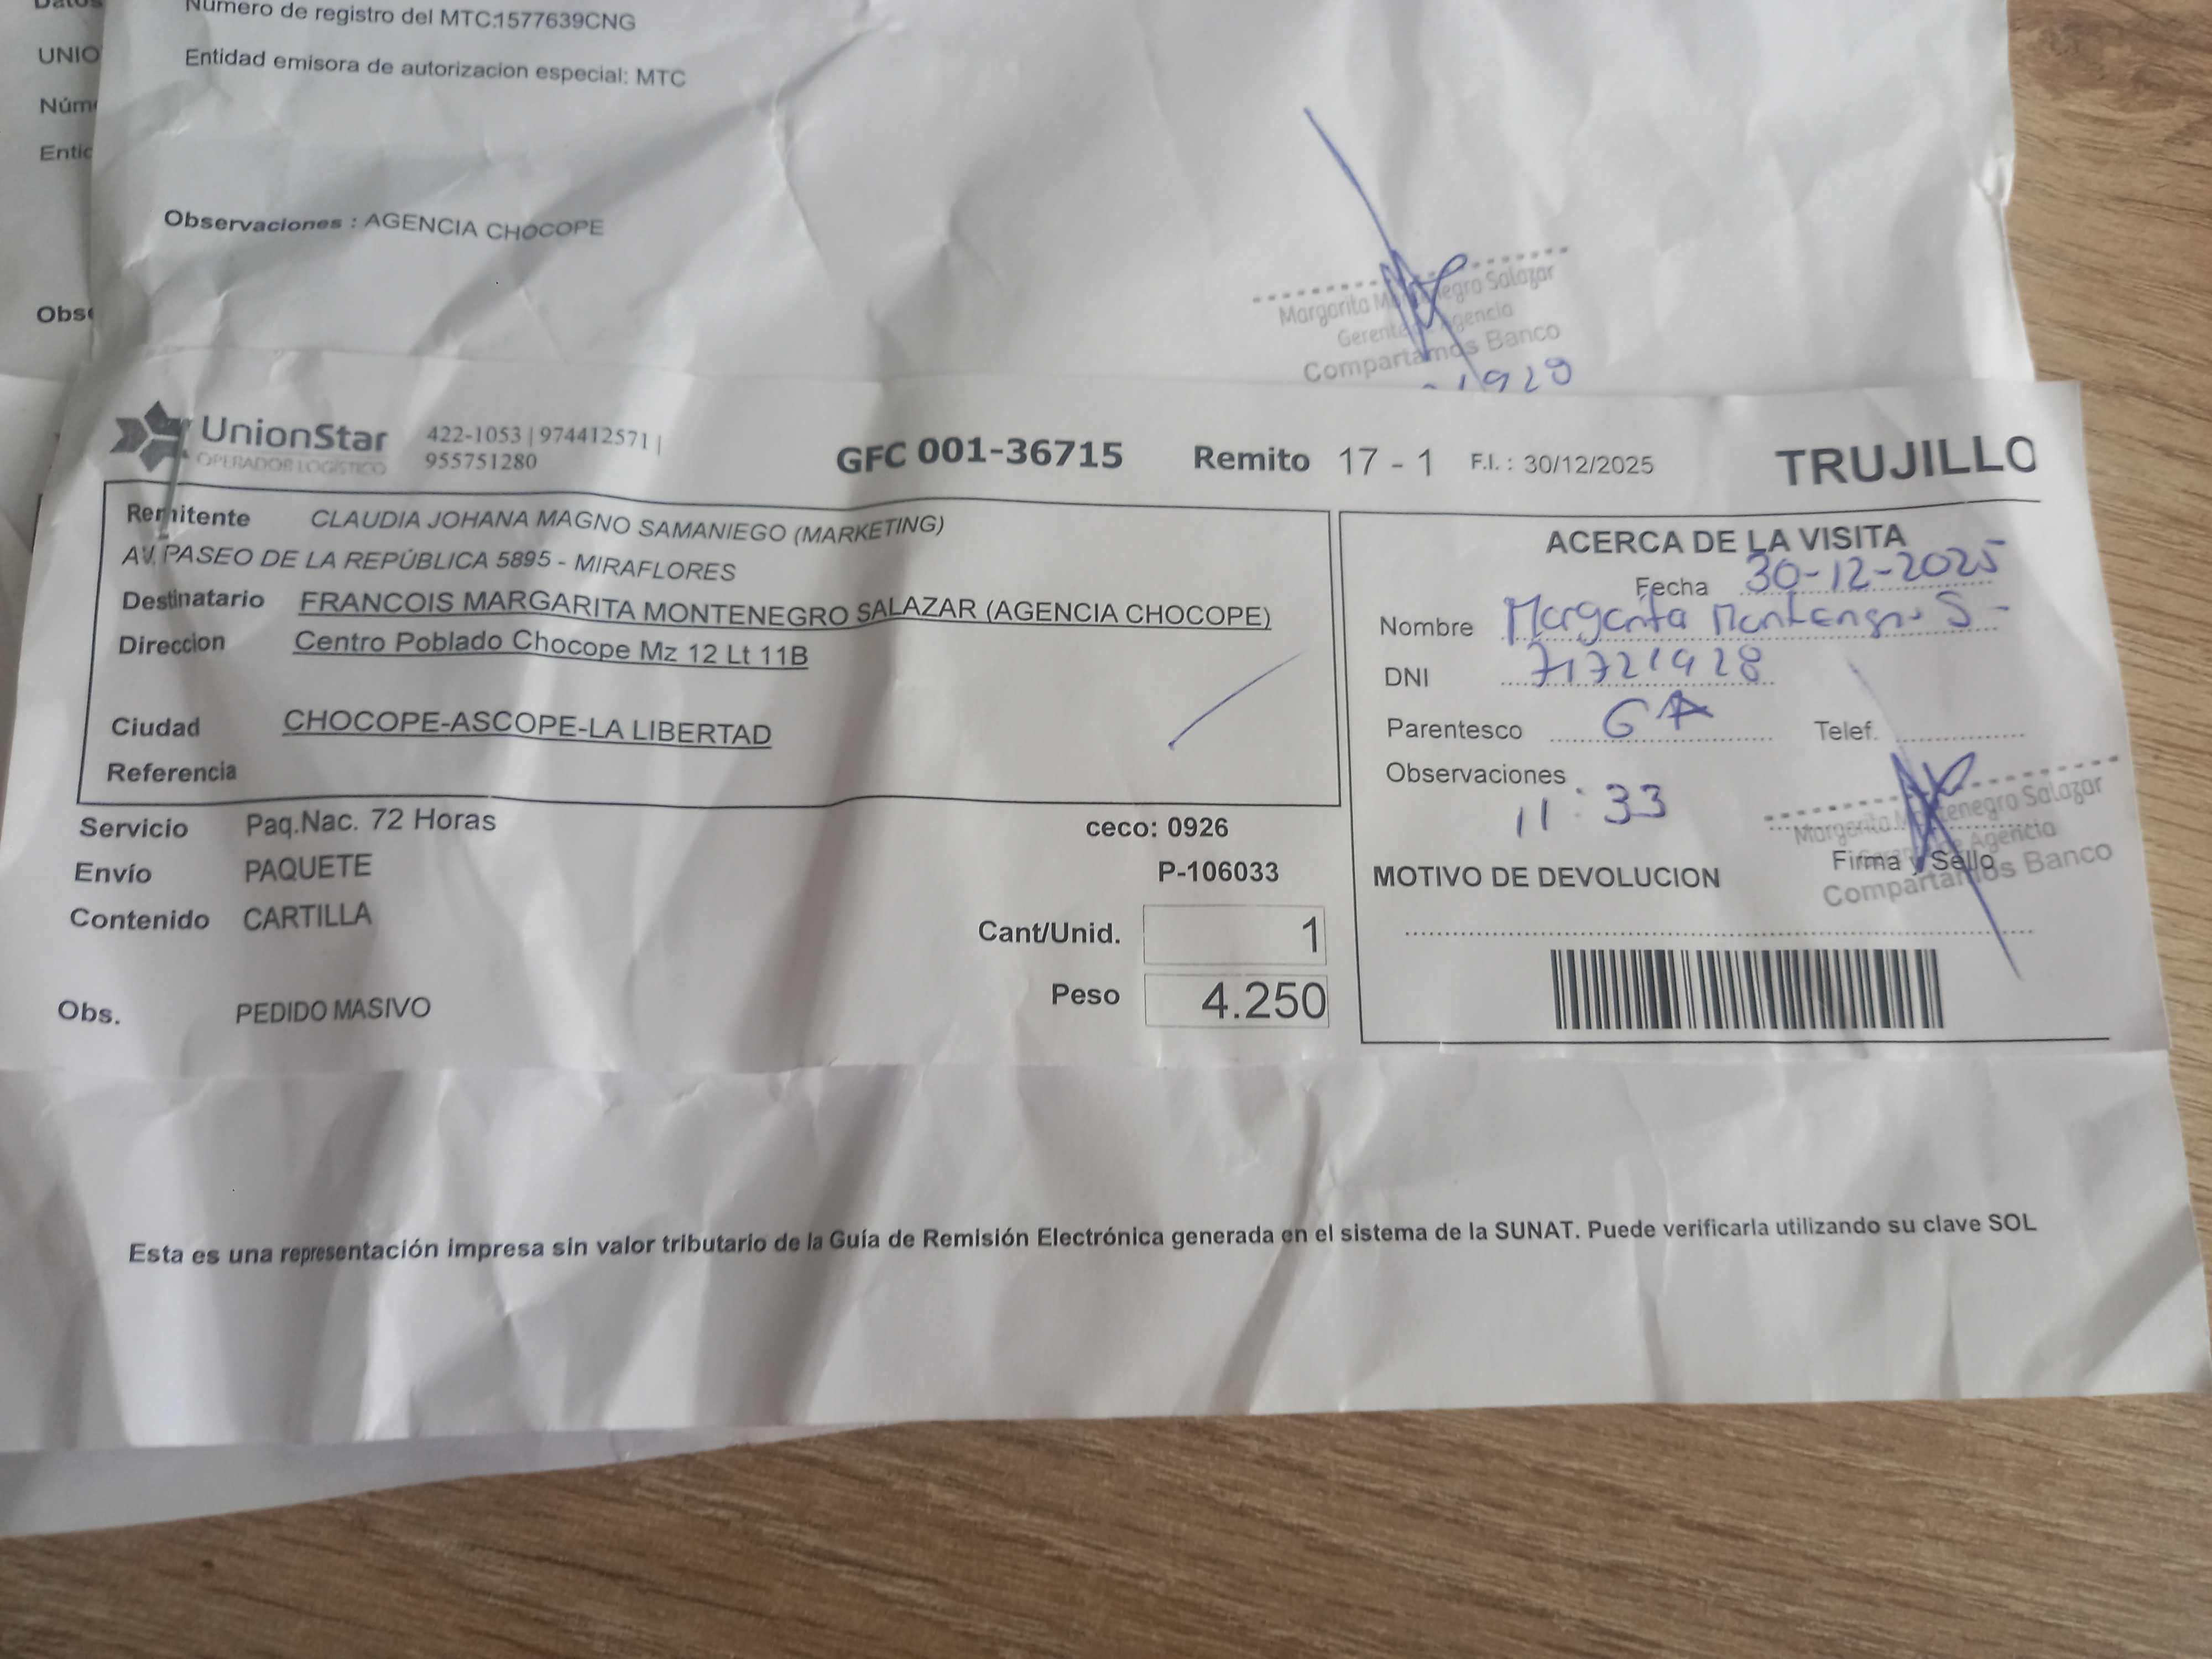 Datos
UNIO
Núm
Entid
Obs
Número de registro del MTC:1577639CNG
Entidad emisora de autorizacion especial: MTC
Observaciones : AGENCIA CHOCOPE
Margarita Montenegro Salazar
Gerente Agencia
Compartamos Banco
1928
UnionStar
OPERADOR LOGÍSTICO
422-1053 | 974412571 |
955751280
GFC 001-36715 Remito 17 - 1 F.I. : 30/12/2025 TRUJILLO
Remitente CLAUDIA JOHANA MAGNO SAMANIEGO (MARKETING)
AV. PASEO DE LA REPÚBLICA 5895 - MIRAFLORES
Destinatario FRANCOIS MARGARITA MONTENEGRO SALAZAR (AGENCIA CHOCOPE)
Direccion Centro Poblado Chocope Mz 12 Lt 11B
Ciudad CHOCOPE-ASCOPE-LA LIBERTAD
Referencia
Servicio Paq.Nac. 72 Horas
Envío PAQUETE
Contenido CARTILLA
Obs. PEDIDO MASIVO
ceco: 0926
P-106033
Cant/Unid. 1
Peso 4.250
ACERCA DE LA VISITA
Fecha 30-12-2025
Nombre Margarita Montenegro S -
DNI 71721928
Parentesco GA Telef.
Observaciones
11:33
Margarita Montenegro Salazar
Agencia
Firma y Sello
Compartamos Banco
MOTIVO DE DEVOLUCION
Esta es una representación impresa sin valor tributario de la Guía de Remisión Electrónica generada en el sistema de la SUNAT. Puede verificarla utilizando su clave SOL